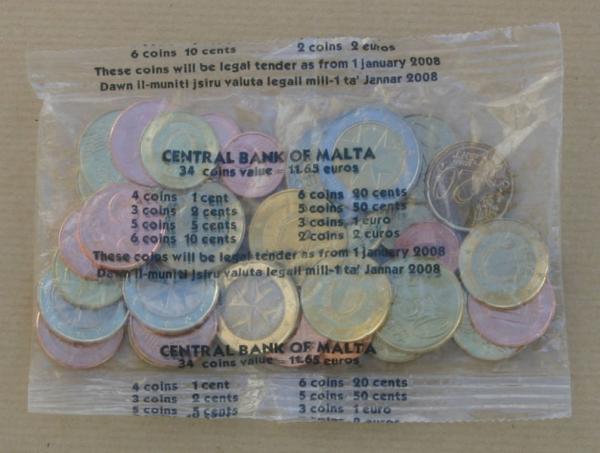 6 coins 10 cents 2 coins 2 euros
These coins will be legal tender as from 1 january 2008
Dawn il-muniti jsiru valuta legali mill-1 ta' Jannar 2008
CENTRAL BANK OF MALTA
34 coins value = 11.65 euros
4 coins 1 cent 6 coins 20 cents
3 coins 2 cents 5 coins 50 cents
5 coins 5 cents 3 coins 1 euro
6 coins 10 cents 2 coins 2 euros
These coins will be legal tender as from 1 january 2008
Dawn il-muniti jsiru valuta legali mill-1 ta' Jannar 2008
CENTRAL BANK OF MALTA
34 coins value = 11.65 euros
4 coins 1 cent 6 coins 20 cents
3 coins 2 cents 5 coins 50 cents
5 coins 5 cents 3 coins 1 euro